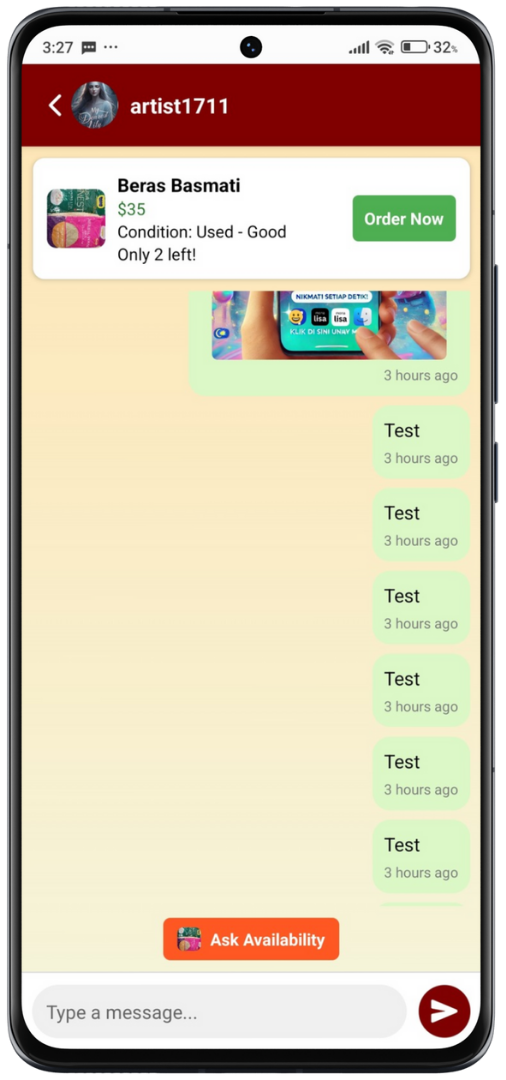 3:27
32%
artist1711
Beras Basmati
$35
Condition: Used - Good
Only 2 left!
Order Now
NIKMATI SETIAP DETIK!
lisa
lisa
KLIK DI SINI
3 hours ago
Test
3 hours ago
Test
3 hours ago
Test
3 hours ago
Test
3 hours ago
Test
3 hours ago
Test
3 hours ago
Ask Availability
Type a message...